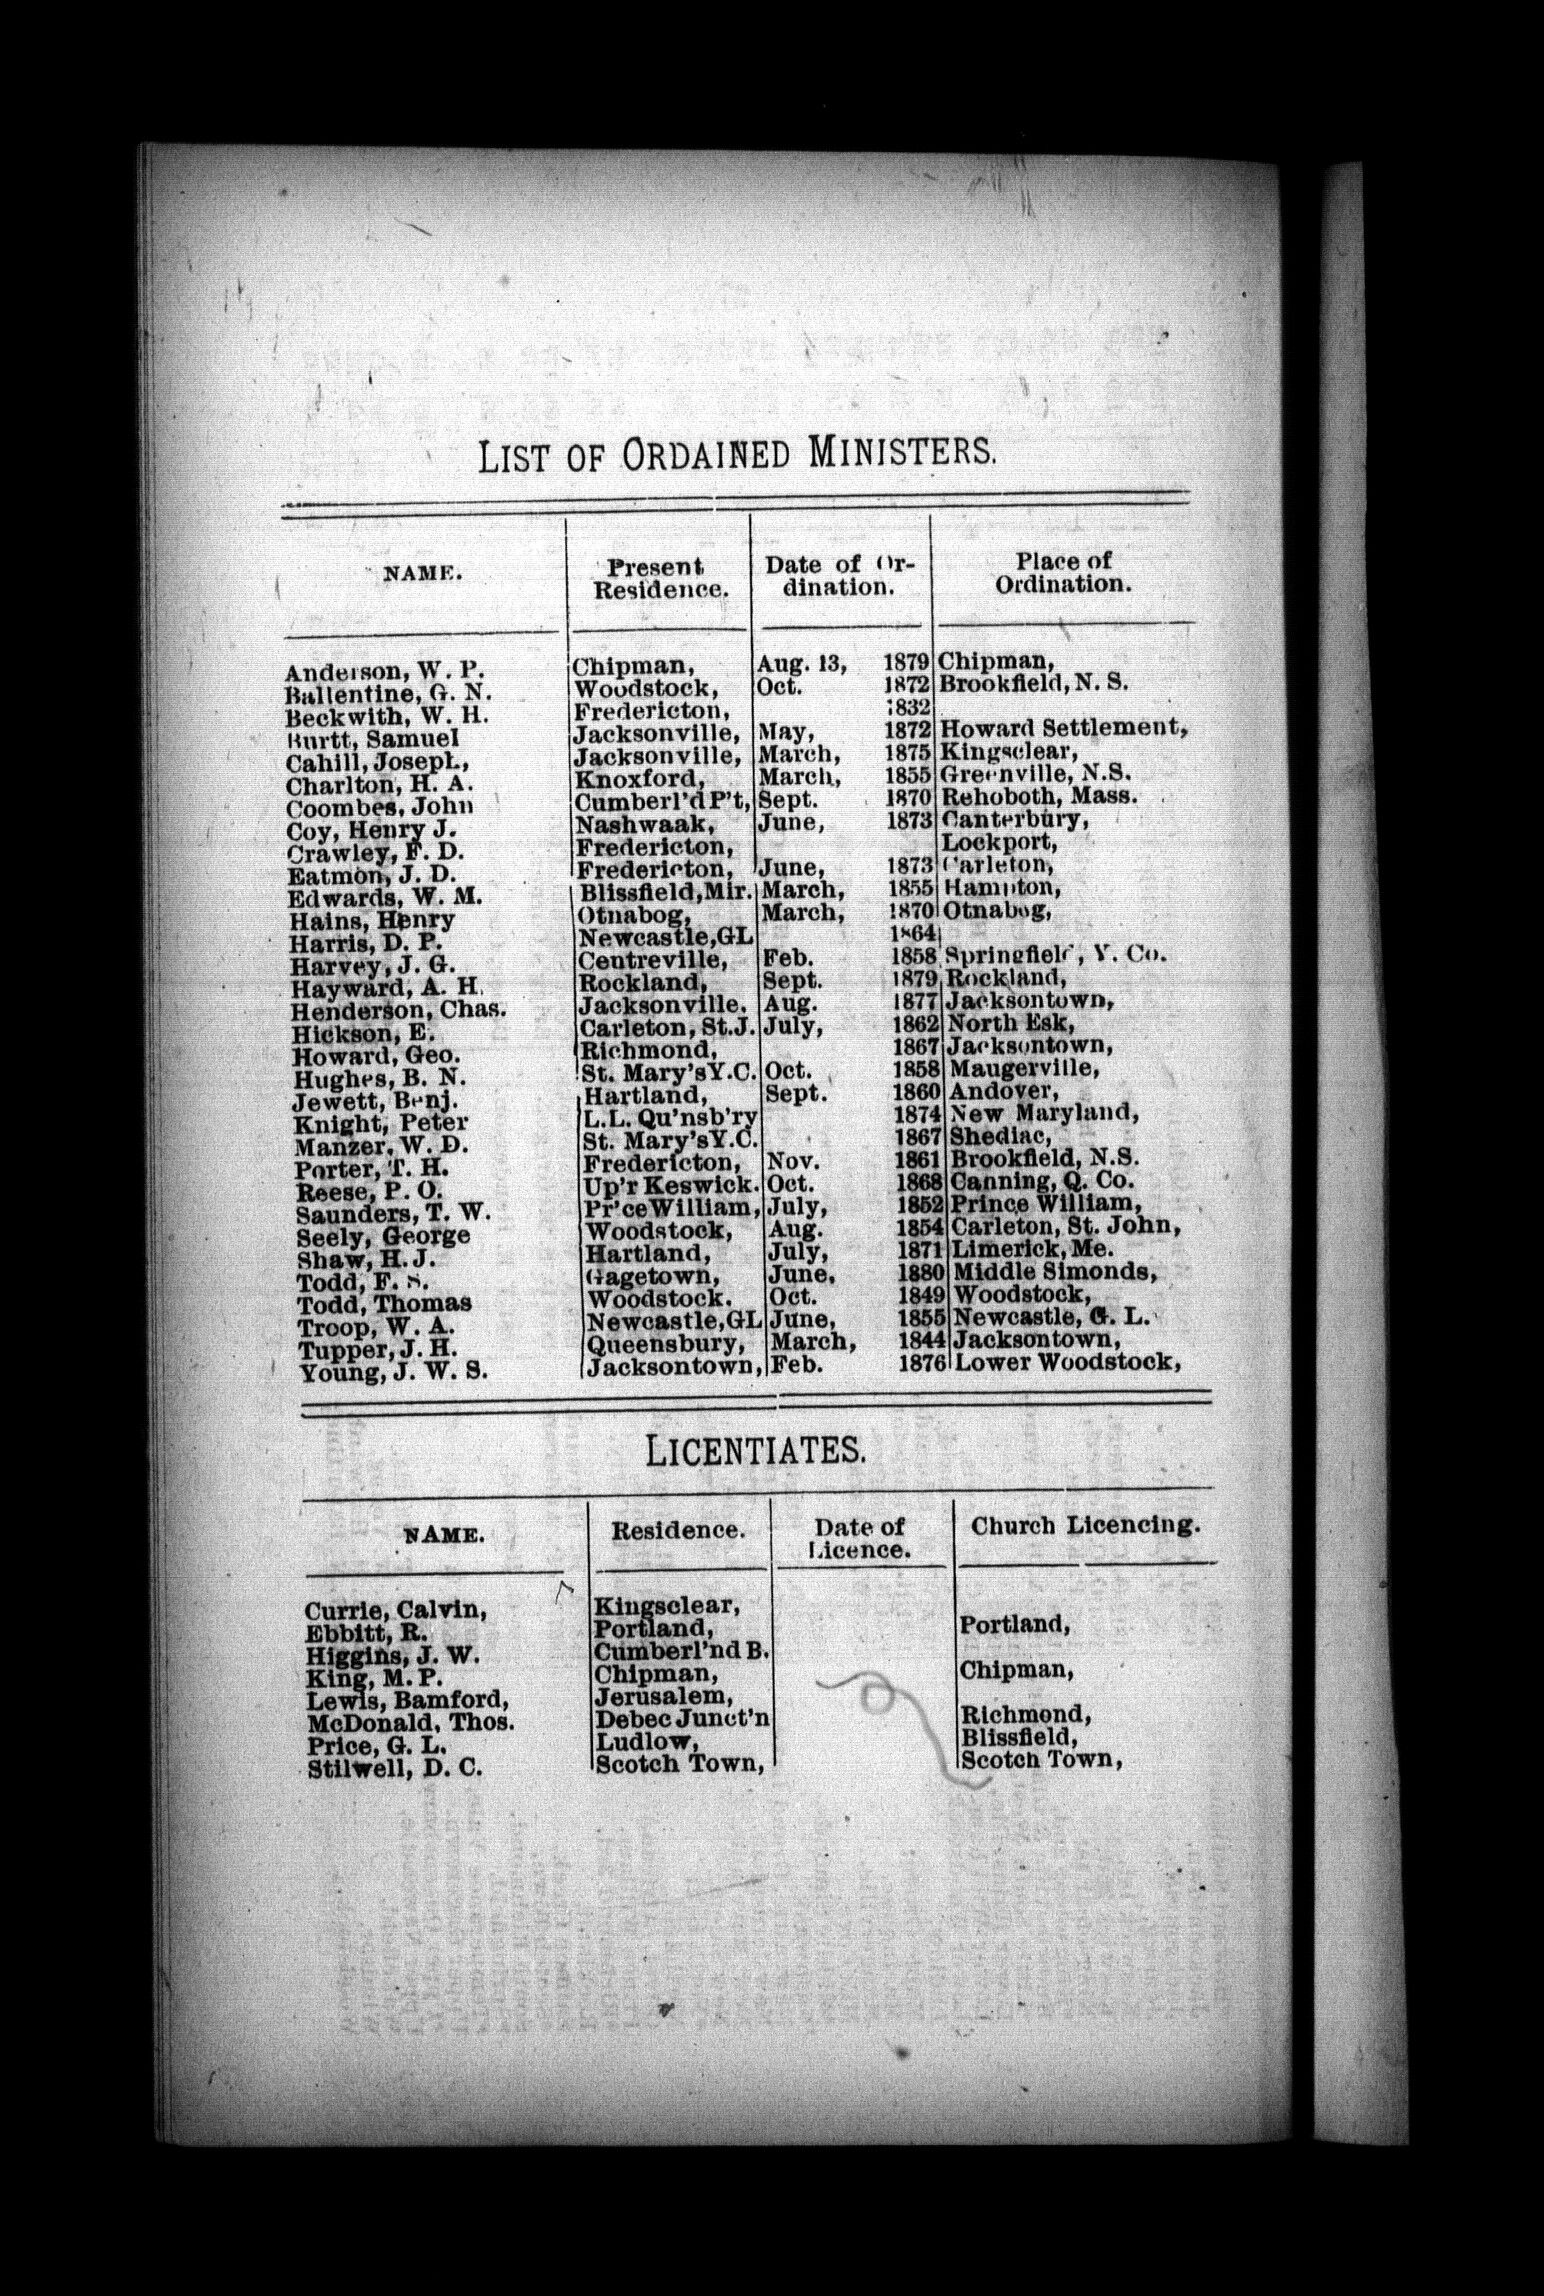 LIST OF ORDAINED MINISTERS.
NAME. Present Residence. Date of Or-dination. Place of Ordination.
Anderson, W. P. Chipman, Aug. 13, 1879 Chipman,
Ballentine, G. N. Woodstock, Oct. 1872 Brookfield, N. S.
Beckwith, W. H. Fredericton, 1832
Burtt, Samuel Jacksonville, May, 1872 Howard Settlement,
Cahill, Joseph, Jacksonville, March, 1875 Kingsclear,
Charlton, H. A. Knoxford, March, 1855 Greenville, N.S.
Coombes, John Cumberl'd P't, Sept. 1870 Rehoboth, Mass.
Coy, Henry J. Nashwaak, June, 1873 Canterbury,
Crawley, F. D. Fredericton, Lockport,
Eatmon, J. D. Fredericton, June, 1873 Carleton,
Edwards, W. M. Blissfield, Mir. March, 1855 Hampton,
Hains, Henry Otnabog, March, 1870 Otnabog,
Harris, D. P. Newcastle, GL 1864
Harvey, J. G. Centreville, Feb. 1858 Springfield, Y. Co.
Hayward, A. H. Rockland, Sept. 1879 Rockland,
Henderson, Chas. Jacksonville, Aug. 1877 Jacksontown,
Hickson, E. Carleton, St.J. July, 1862 North Esk,
Howard, Geo. Richmond, 1867 Jacksontown,
Hughes, B. N. St. Mary's Y.C. Oct. 1858 Maugerville,
Jewett, Benj. Hartland, Sept. 1860 Andover,
Knight, Peter L.L. Qu'nsb'ry 1874 New Maryland,
Manzer, W. D. St. Mary's Y.C. 1867 Shediac,
Porter, T. H. Fredericton, Nov. 1861 Brookfield, N.S.
Reese, P. O. Up'r Keswick. Oct. 1868 Canning, Q. Co.
Saunders, T. W. Pr'ce William, July, 1852 Prince William,
Seely, George Woodstock, Aug. 1854 Carleton, St. John,
Shaw, H. J. Hartland, July, 1871 Limerick, Me.
Todd, F. S. Gagetown, June, 1880 Middle Simonds,
Todd, Thomas Woodstock. Oct. 1849 Woodstock,
Troop, W. A. Newcastle, GL June, 1855 Newcastle, G. L.
Tupper, J. H. Queensbury, March, 1844 Jacksontown,
Young, J. W. S. Jacksontown, Feb. 1876 Lower Woodstock,
LICENTIATES.
NAME. Residence. Date of Licence. Church Licencing.
Currie, Calvin, Kingsclear,
Ebbitt, R. Portland, Portland,
Higgins, J. W. Cumberl'nd B.
King, M. P. Chipman, Chipman,
Lewis, Bamford, Jerusalem,
McDonald, Thos. Debec Junct'n Richmond,
Price, G. L. Ludlow, Blissfield,
Stilwell, D. C. Scotch Town, Scotch Town,